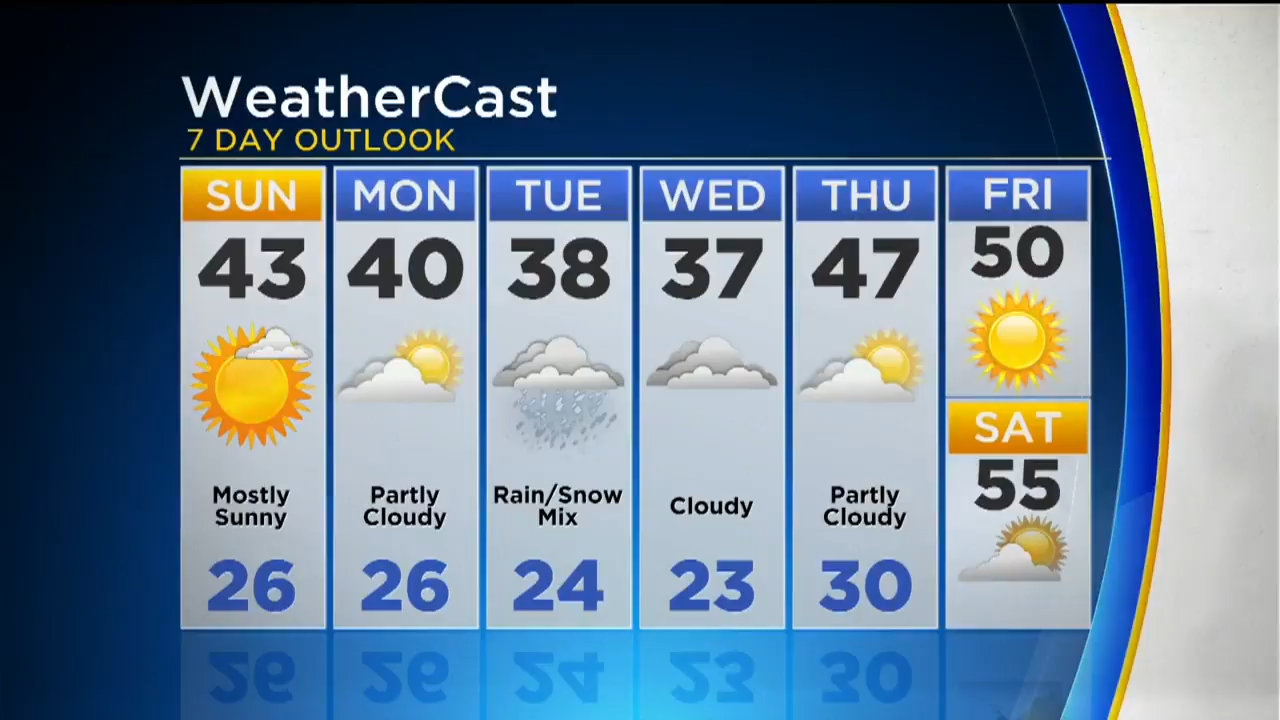 WeatherCast
7 DAY OUTLOOK
SUN
43
Mostly
Sunny
26
MON
40
Partly
Cloudy
26
TUE
38
Rain/Snow
Mix
24
WED
37
Cloudy
23
THU
47
Partly
Cloudy
30
FRI
50
SAT
55